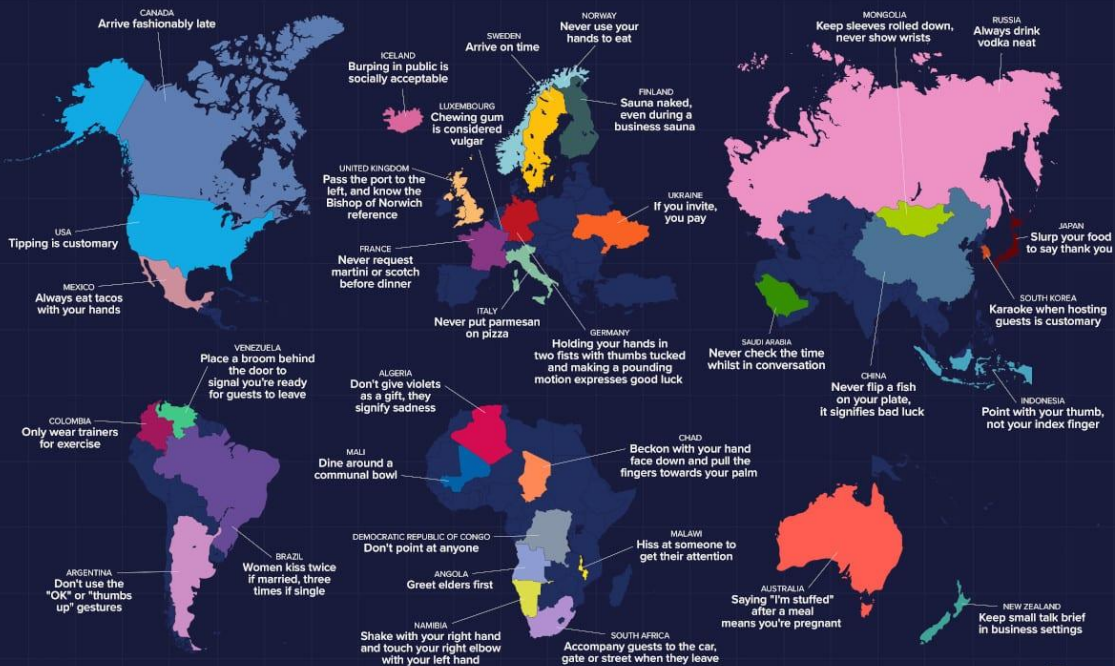 CANADA
Arrive fashionably late
USA
Tipping is customary
MEXICO
Always eat tacos
with your hands
ICELAND
Burping in public is
socially acceptable
SWEDEN
Arrive on time
NORWAY
Never use your
hands to eat
FINLAND
Sauna naked,
even during a
business sauna
LUXEMBOURG
Chewing gum
is considered
vulgar
UNITED KINGDOM
Pass the port to the
left, and know the
Bishop of Norwich
reference
UKRAINE
If you invite,
you pay
FRANCE
Never request
martini or scotch
before dinner
ITALY
Never put parmesan
on pizza
GERMANY
Holding your hands in
two fists with thumbs tucked
and making a pounding
motion expresses good luck
MONGOLIA
Keep sleeves rolled down,
never show wrists
RUSSIA
Always drink
vodka neat
JAPAN
Slurp your food
to say thank you
SOUTH KOREA
Karaoke when hosting
guests is customary
SAUDI ARABIA
Never check the time
whilst in conversation
CHINA
Never flip a fish
on your plate,
it signifies bad luck
INDONESIA
Point with your thumb,
not your index finger
VENEZUELA
Place a broom behind
the door to
signal you're ready
for guests to leave
COLOMBIA
Only wear trainers
for exercise
BRAZIL
Women kiss twice
if married, three
times if single
ARGENTINA
Don't use the
"OK" or "thumbs
up" gestures
ALGERIA
Don't give violets
as a gift, they
signify sadness
MALI
Dine around a
communal bowl
CHAD
Beckon with your hand
face down and pull the
fingers towards your palm
DEMOCRATIC REPUBLIC OF CONGO
Don't point at anyone
MALAWI
Hiss at someone to
get their attention
ANGOLA
Greet elders first
NAMIBIA
Shake with your right hand
and touch your right elbow
with your left hand
SOUTH AFRICA
Accompany guests to the car,
gate or street when they leave
AUSTRALIA
Saying "I'm stuffed"
after a meal
means you're pregnant
NEW ZEALAND
Keep small talk brief
in business settings